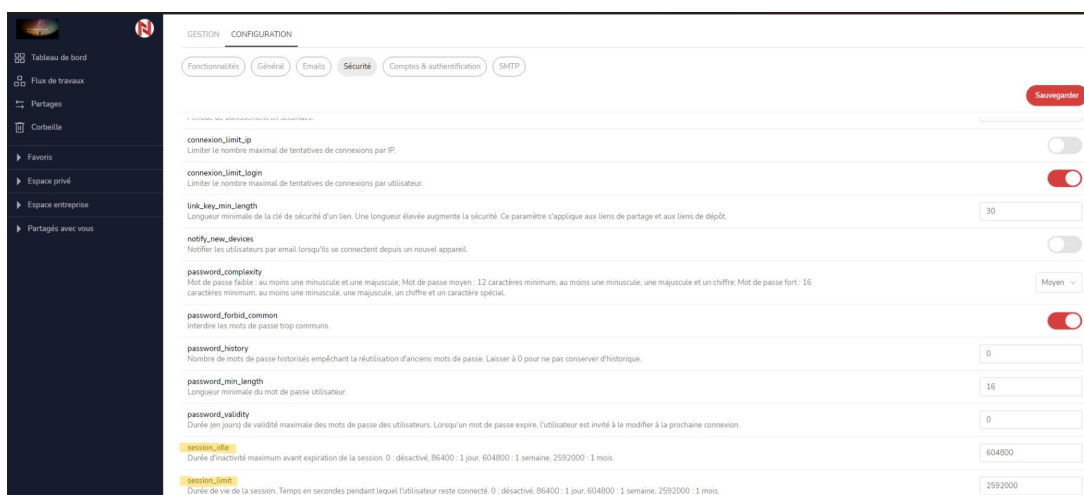 GESTION CONFIGURATION
Tableau de bord
Flux de travaux
Partages
Corbeille
Favoris
Espace privé
Espace entreprise
Partagés avec vous
Fonctionnalités Général Emails Sécurité Comptes & authentification SMTP
Sauvegarder
connexion_limit_ip
Limiter le nombre maximal de tentatives de connexions par IP.
connexion_limit_login
Limiter le nombre maximal de tentatives de connexions par utilisateur.
link_key_min_length
Longueur minimale de la clé de sécurité d'un lien. Une longueur élevée augmente la sécurité. Ce paramètre s'applique aux liens de partage et aux liens de dépôt.
30
notify_new_devices
Notifier les utilisateurs par email lorsqu'ils se connectent depuis un nouvel appareil.
password_complexity
Mot de passe faible : au moins une minuscule et une majuscule; Mot de passe moyen : 12 caractères minimum, au moins une minuscule, une majuscule et un chiffre; Mot de passe fort : 16
caractères minimum, au moins une minuscule, une majuscule, un chiffre et un caractère spécial.
Moyen
password_forbid_common
Interdire les mots de passe trop communs.
password_history
Nombre de mots de passe historisés empêchant la réutilisation d'anciens mots de passe. Laisser à 0 pour ne pas conserver d'historique.
0
password_min_length
Longueur minimale du mot de passe utilisateur.
16
password_validity
Durée (en jours) de validité maximale des mots de passe des utilisateurs. Lorsqu'un mot de passe expire, l'utilisateur est invité à le modifier à la prochaine connexion.
0
session_idle
Durée d'inactivité maximum avant expiration de la session. 0 : désactivé, 86400 : 1 jour, 604800 : 1 semaine, 2592000 : 1 mois.
604800
session_limit
Durée de vie de la session. Temps en secondes pendant lequel l'utilisateur reste connecté. 0 : désactivé, 86400 : 1 jour, 604800 : 1 semaine, 2592000 : 1 mois.
2592000